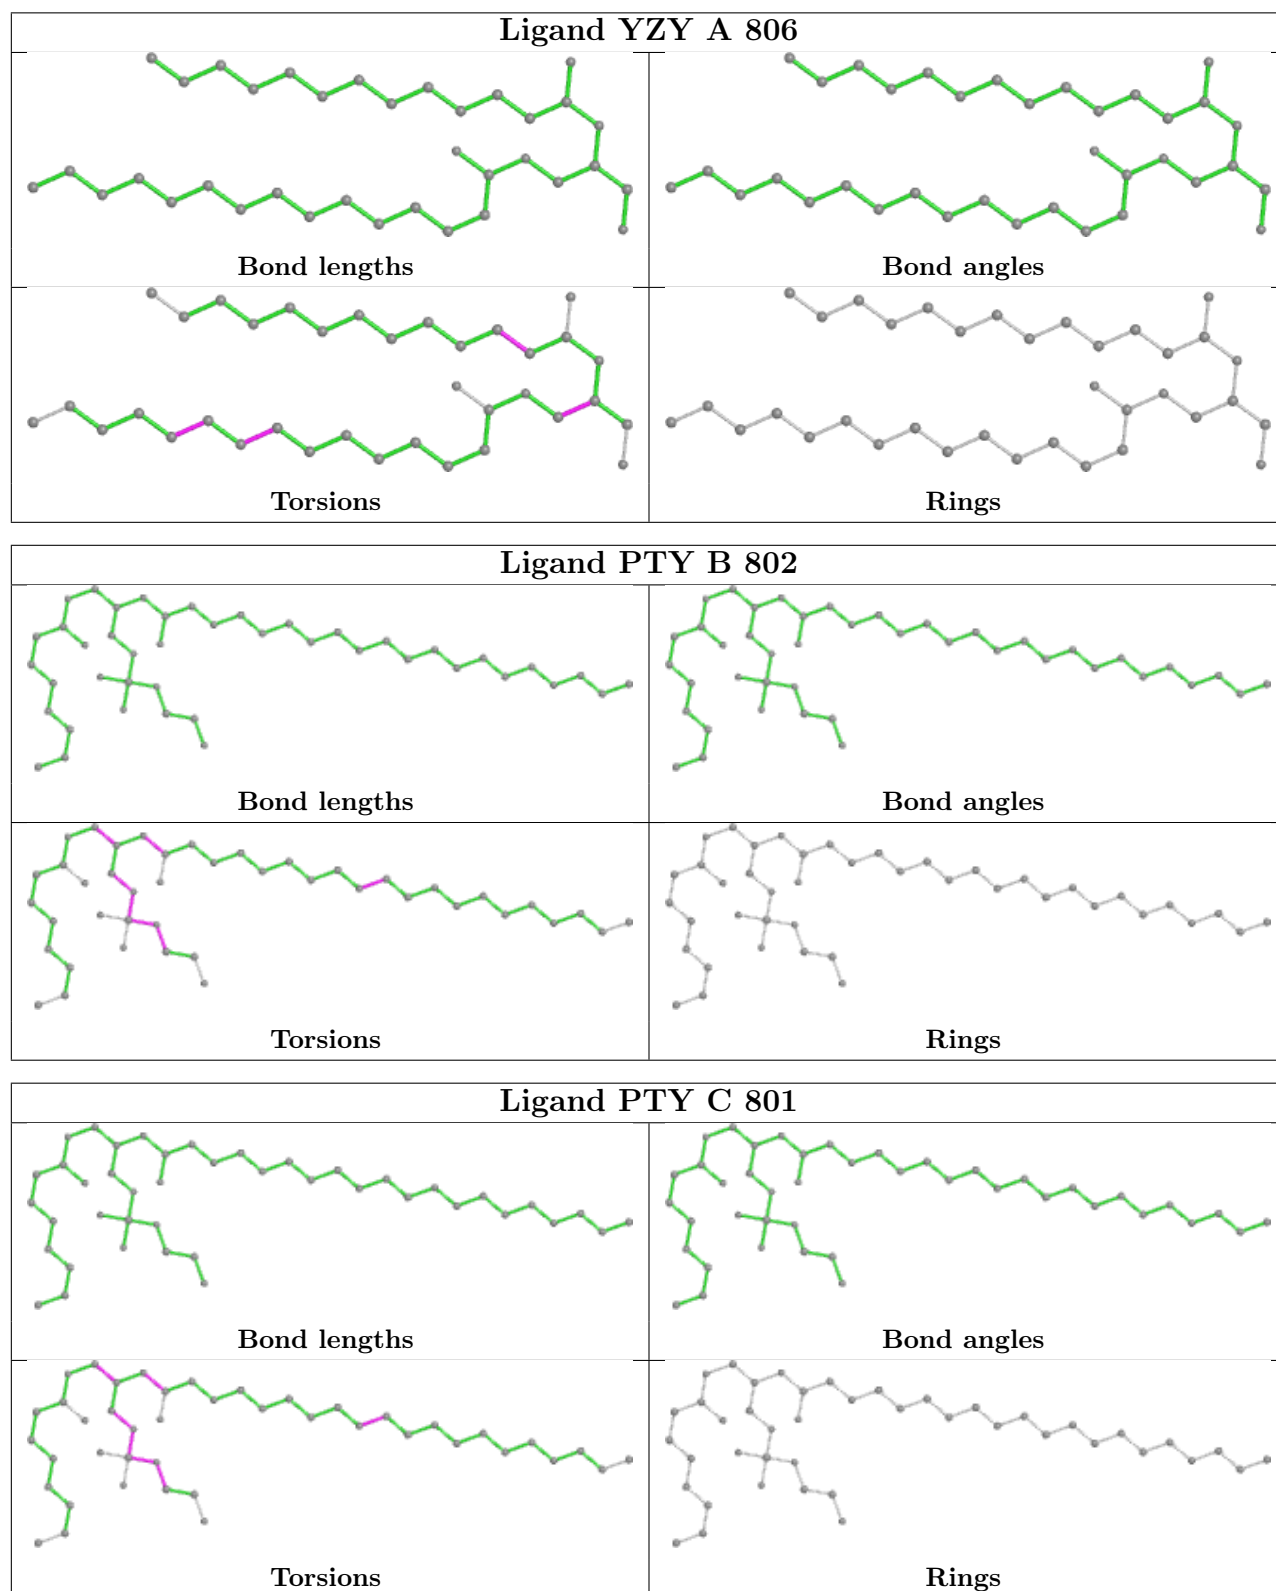 Ligand YZY A 806
Bond lengths
Bond angles
Torsions
Rings
Ligand PTY B 802
Bond lengths
Bond angles
Torsions
Rings
Ligand PTY C 801
Bond lengths
Bond angles
Torsions
Rings